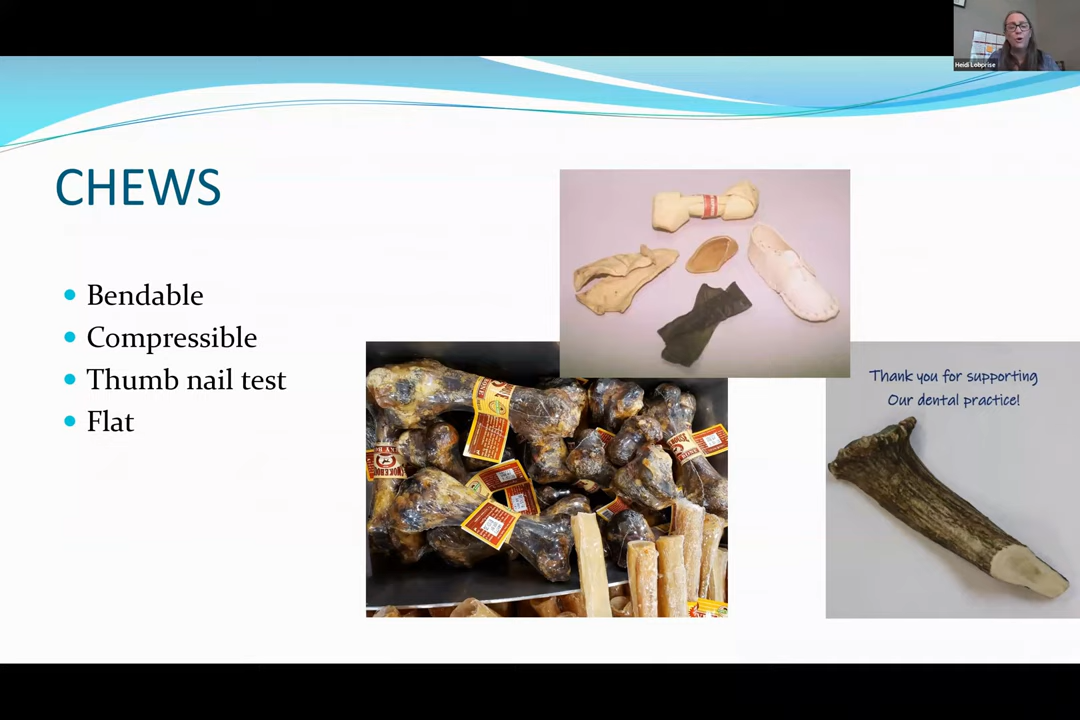 Heidi Lobprise
CHEWS
Bendable
Compressible
Thumb nail test
Flat
Thank you for supporting
Our dental practice!